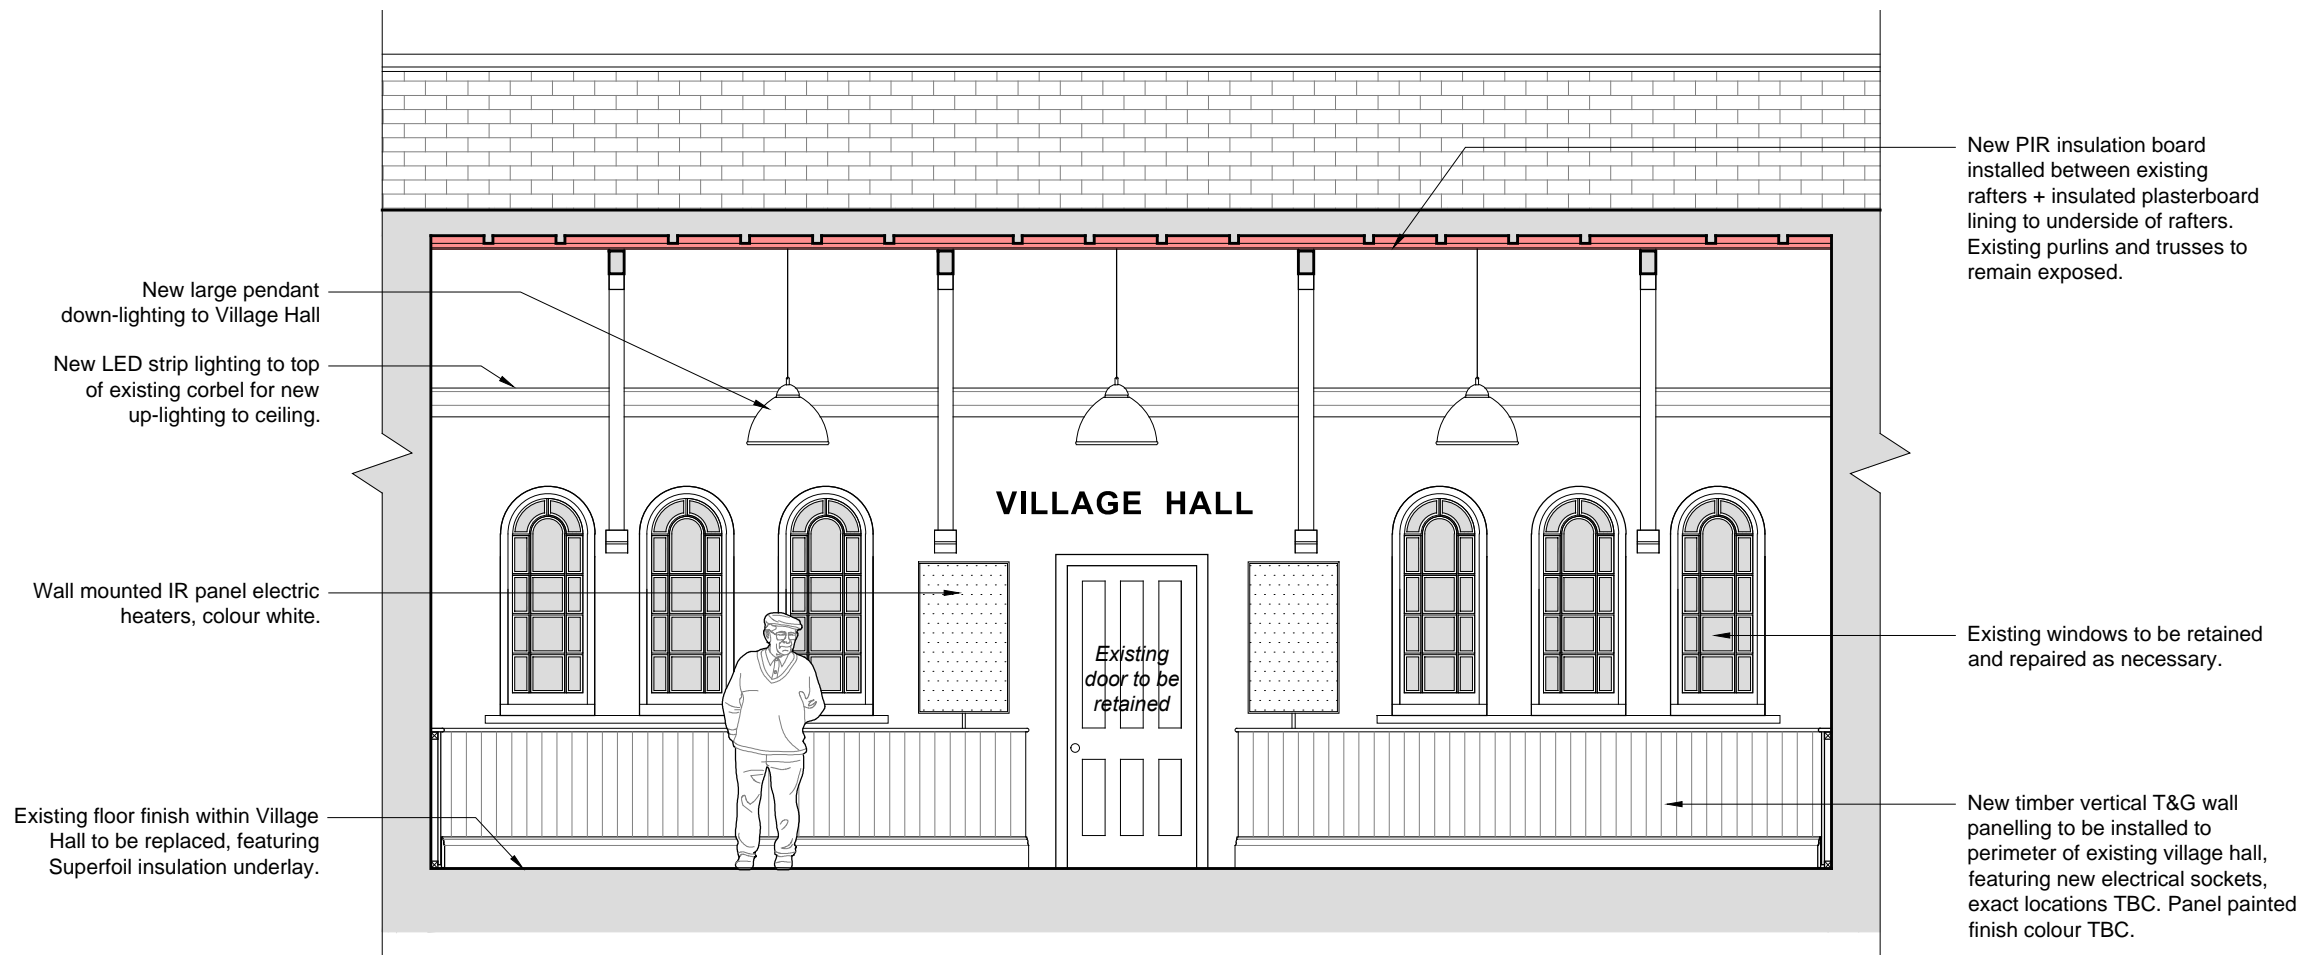 New PIR insulation board
installed between existing
rafters + insulated plasterboard
lining to underside of rafters.
Existing purlins and trusses to
remain exposed.
New large pendant
down-lighting to Village Hall
New LED strip lighting to top
of existing corbel for new
up-lighting to ceiling.
VILLAGE HALL
Wall mounted IR panel electric
heaters, colour white.
Existing
door to be
retained
Existing windows to be retained
and repaired as necessary.
Existing floor finish within Village
Hall to be replaced, featuring
Superfoil insulation underlay.
New timber vertical T&G wall
panelling to be installed to
perimeter of existing village hall,
featuring new electrical sockets,
exact locations TBC. Panel painted
finish colour TBC.